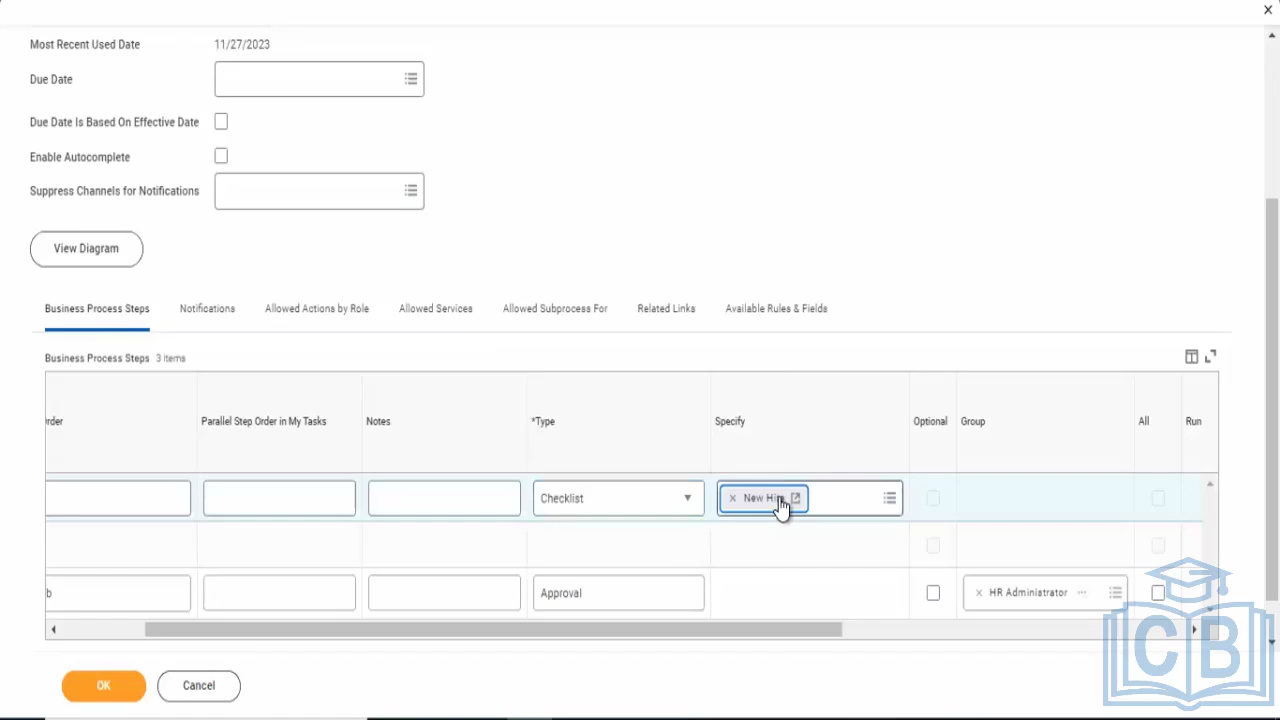 Most Recent Used Date 11/27/2023
Due Date
Due Date Is Based On Effective Date
Enable Autocomplete
Suppress Channels for Notifications
View Diagram
Business Process Steps Notifications Allowed Actions by Role Allowed Services Allowed Subprocess For Related Links Available Rules & Fields
Business Process Steps 3 items
rder Parallel Step Order in My Tasks Notes *Type Specify Optional Group All Run
Checklist × New Hire
b Approval × HR Administrator ...
OK Cancel
CB